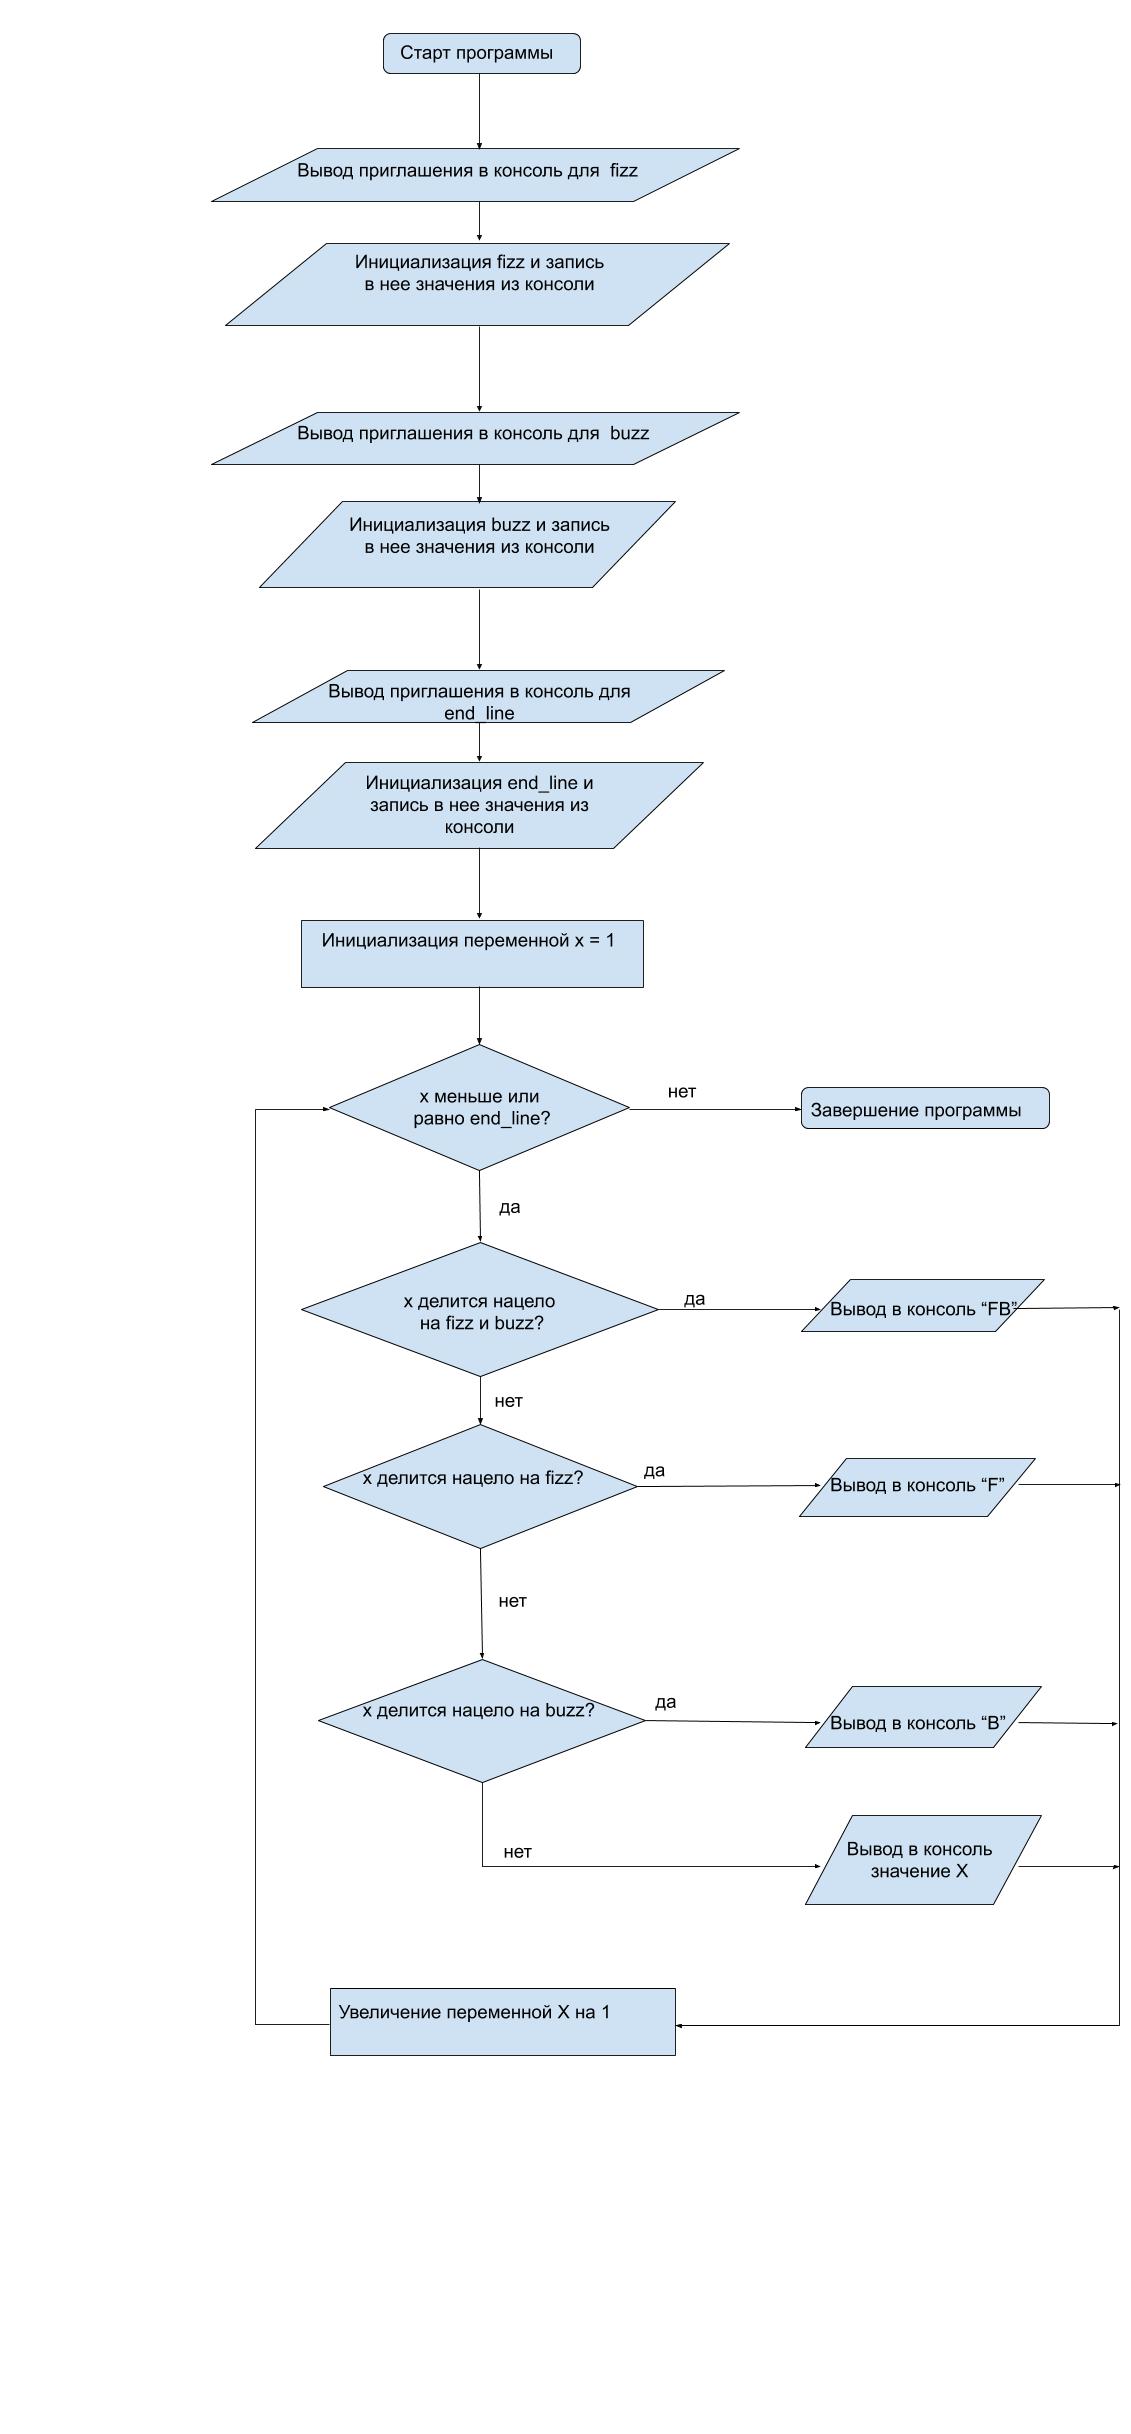 Старт программы
Вывод приглашения в консоль для  fizz
Инициализация fizz и запись
в нее значения из консоли
Вывод приглашения в консоль для  buzz
Инициализация buzz и запись
в нее значения из консоли
Вывод приглашения в консоль для
end_line
Инициализация end_line и
запись в нее значения из
консоли
Инициализация переменной x = 1
x меньше или
равно end_line?
нет
Завершение программы
да
x делится нацело
на fizz и buzz?
да
Вывод в консоль “FB”
нет
x делится нацело на fizz?
да
Вывод в консоль “F”
нет
x делится нацело на buzz?
да
Вывод в консоль “B”
нет
Вывод в консоль
значение X
Увеличение переменной X на 1